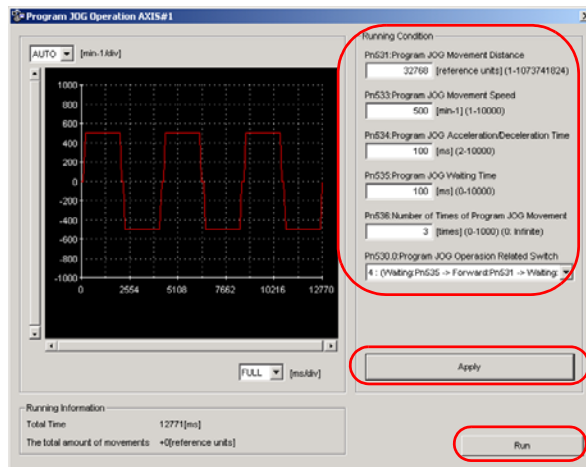 Program JOG Operation AXIS#1
AUTO [min-1/div]
1000
800
600
400
200
0
-200
-400
-600
-800
-1000
0 2554 5108 7662 10216 12770
FULL [ms/div]
Running Information
Total Time 12771[ms]
The total amount of movements +0[reference units]
Running Condition
Pn531:Program JOG Movement Distance
32768 [reference units] (1-1073741824)
Pn533:Program JOG Movement Speed
500 [min-1] (1-10000)
Pn534:Program JOG Acceleration/Deceleration Time
100 [ms] (2-10000)
Pn535:Program JOG Waiting Time
100 [ms] (0-10000)
Pn536:Number of Times of Program JOG Movement
3 [times] (0-1000) (0: Infinite)
Pn530.0:Program JOG Operasion Related Switch
4 : (Waiting:Pn535 -> Forward:Pn531 -> Waiting:
Apply
Run